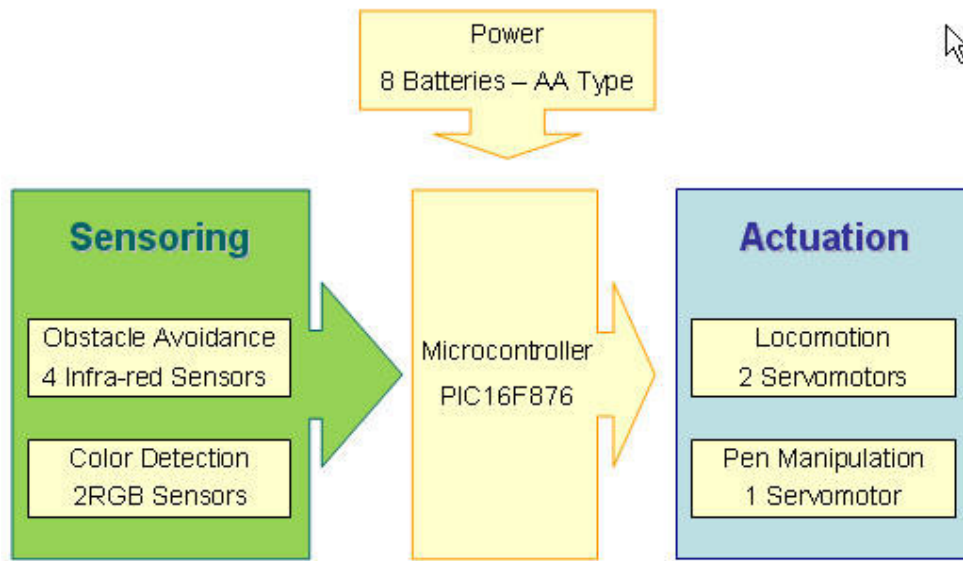 Power
8 Batteries – AA Type
Sensoring
Obstacle Avoidance
4 Infra-red Sensors
Color Detection
2RGB Sensors
Microcontroller
PIC16F876
Actuation
Locomotion
2 Servomotors
Pen Manipulation
1 Servomotor